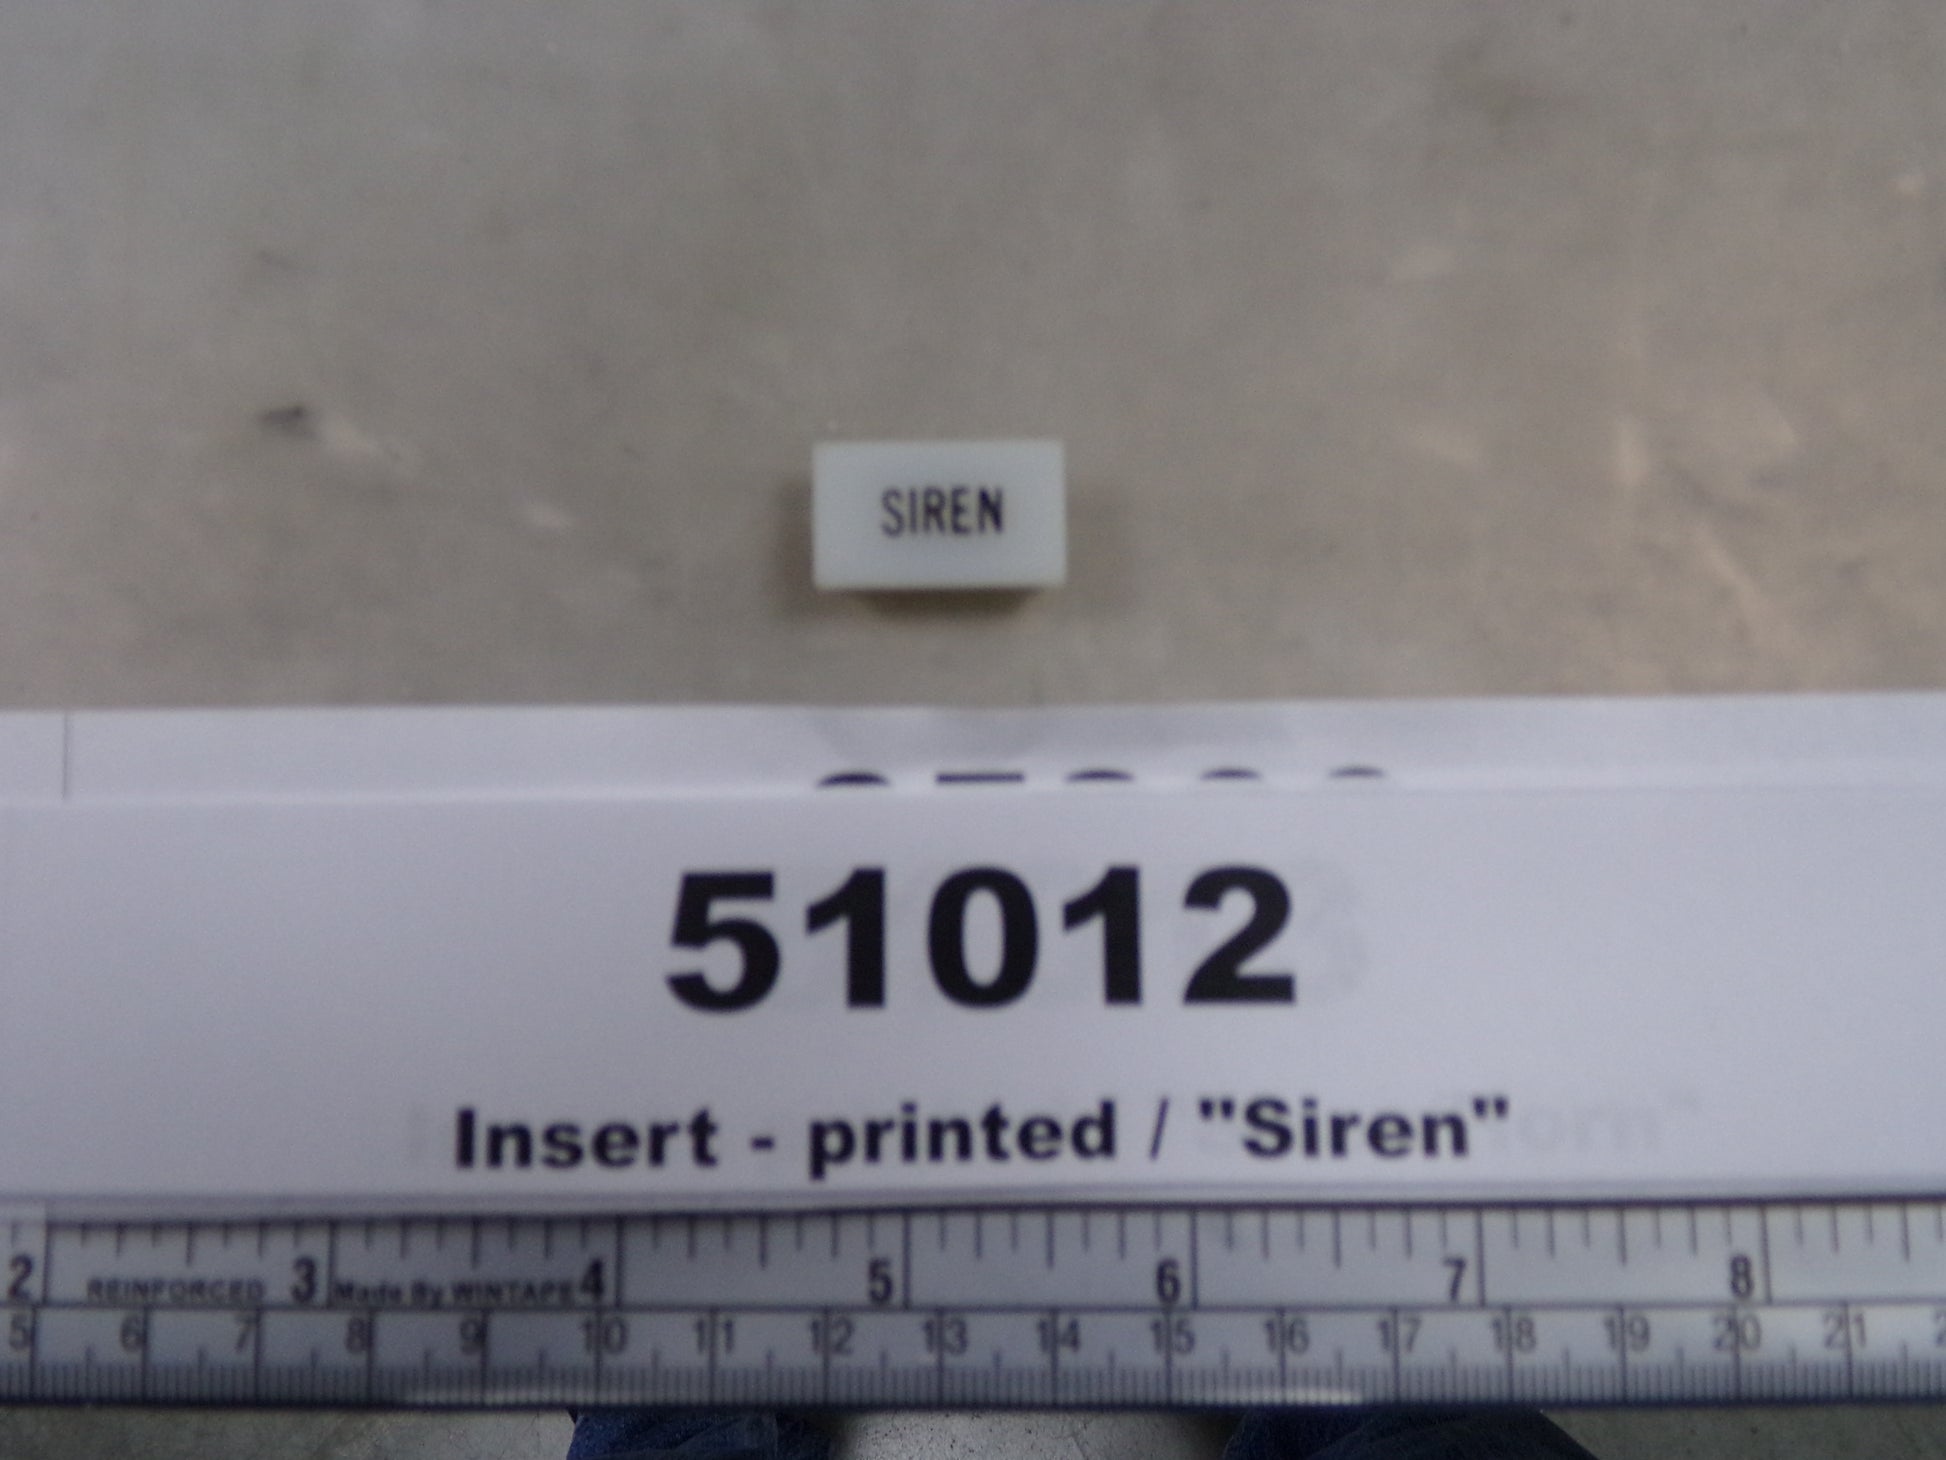 SIREN
51012
Insert - printed / "Siren"
2 REINFORCED 3 Made By WINTAPE 4 5 6 7 8
5 6 7 8 9 10 11 12 13 14 15 16 17 18 19 20 21